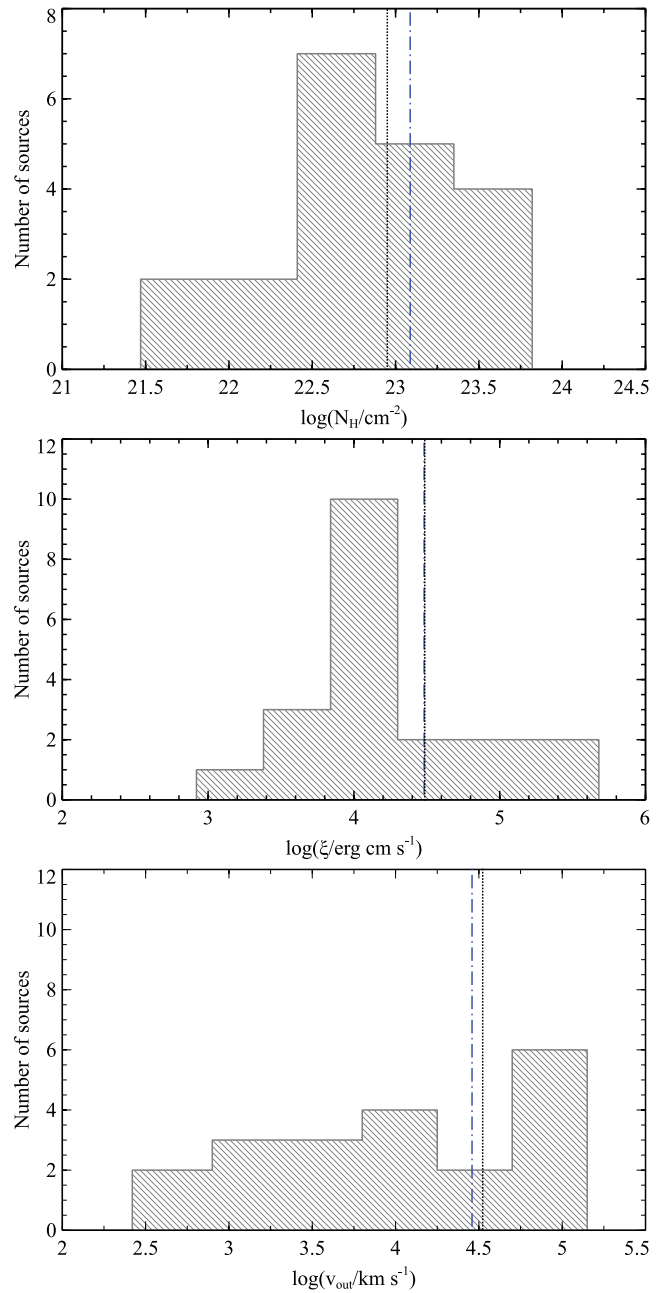 8
6
4
2
0
Number of sources
21 21.5 22 22.5 23 23.5 24 24.5
log(N_H/cm^-2)
12
10
8
6
4
2
0
Number of sources
2 3 4 5 6
log(ξ/erg cm s^-1)
12
10
8
6
4
2
0
Number of sources
2 2.5 3 3.5 4 4.5 5 5.5
log(v_out/km s^-1)